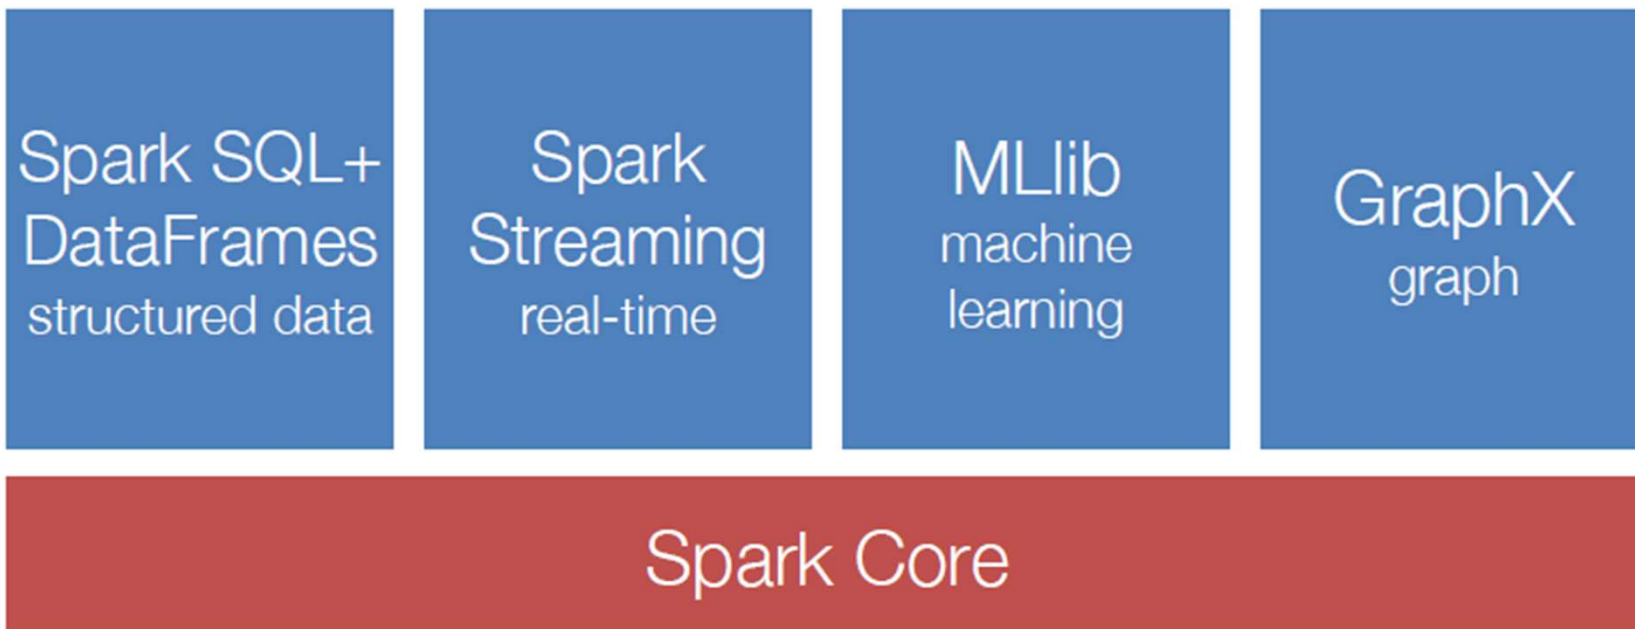 Spark SQL+
DataFrames
structured data
Spark
Streaming
real-time
MLlib
machine
learning
GraphX
graph
Spark Core